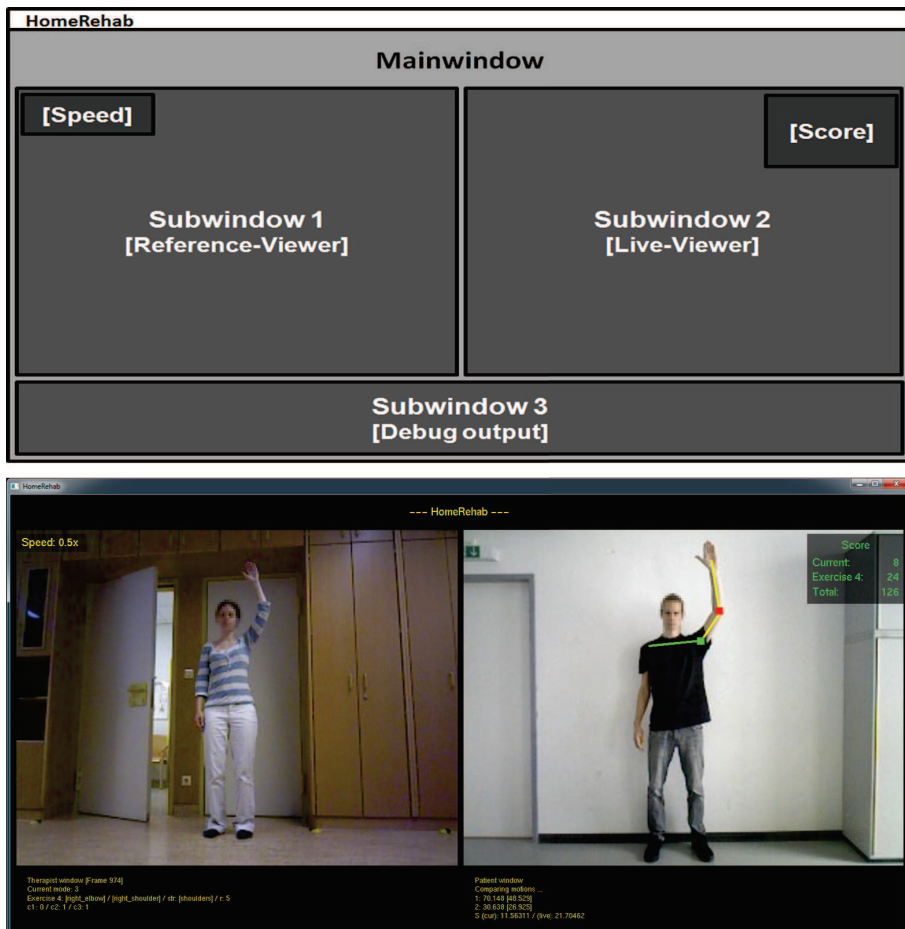 HomeRehab
Mainwindow
[Speed]
[Score]
Subwindow 1
[Reference-Viewer]
Subwindow 2
[Live-Viewer]
Subwindow 3
[Debug output]
HomeRehab
--- HomeRehab ---
Speed: 0.5x
Score
Current: 8
Exercise 4: 24
Total: 126
Therapist window [Frame 974]
Current mode: 3
Exercise 4: [right_elbow] / [right_shoulder] / str: [shoulders] / r: 5
c1: 0 / c2: 1 / c3: 1
Patient window
Comparing motions ...
1: 70.148 [48.529]
2: 30.638 [26.925]
S (cur): 11.56311 / (live: 21.70462